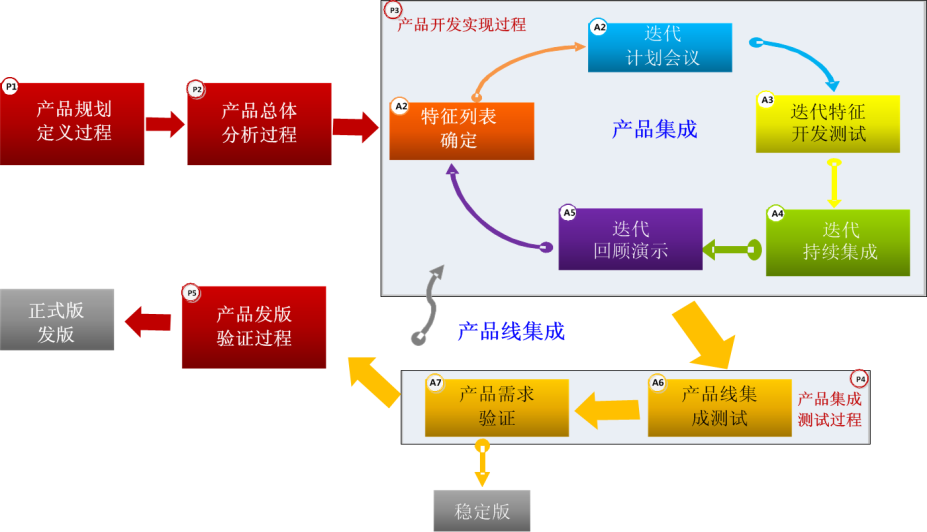 P1
产品规划
定义过程
P2
产品总体
分析过程
P3
产品开发实现过程
A2
特征列表
确定
A2
迭代
计划会议
产品集成
A3
迭代特征
开发测试
A4
迭代
持续集成
A5
迭代
回顾演示
产品线集成
P4
产品集成
测试过程
A6
产品线集
成测试
A7
产品需求
验证
稳定版
P5
产品发版
验证过程
正式版
发版